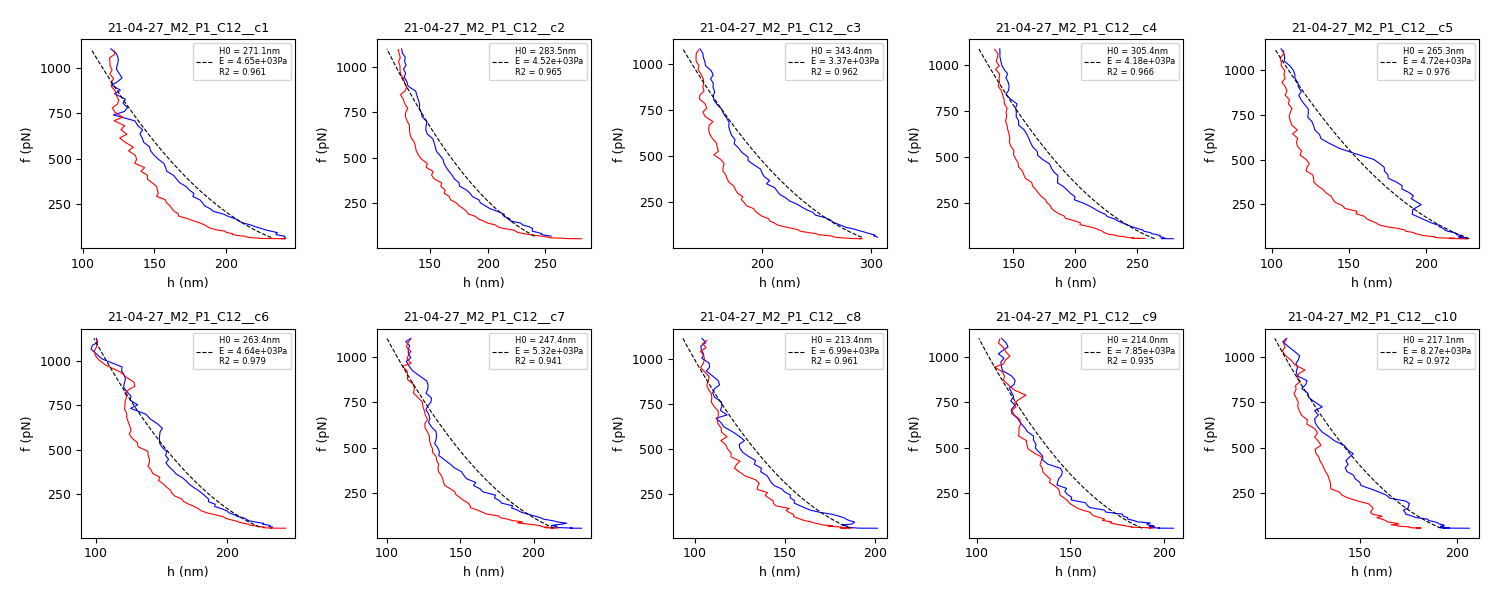 21-04-27_M2_P1_C12__c1
21-04-27_M2_P1_C12__c2
21-04-27_M2_P1_C12__c3
21-04-27_M2_P1_C12__c4
21-04-27_M2_P1_C12__c5
H0 = 271.1nm
E = 4.65e+03Pa
R2 = 0.961
H0 = 283.5nm
E = 4.52e+03Pa
R2 = 0.965
H0 = 343.4nm
E = 3.37e+03Pa
R2 = 0.962
H0 = 305.4nm
E = 4.18e+03Pa
R2 = 0.966
H0 = 265.3nm
E = 4.72e+03Pa
R2 = 0.976
f (pN)
1000
750
500
250
f (pN)
1000
750
500
250
f (pN)
1000
750
500
250
f (pN)
1000
750
500
250
f (pN)
1000
750
500
250
100 150 200
150 200 250
200 300
150 200 250
100 150 200
h (nm)
h (nm)
h (nm)
h (nm)
h (nm)
21-04-27_M2_P1_C12__c6
21-04-27_M2_P1_C12__c7
21-04-27_M2_P1_C12__c8
21-04-27_M2_P1_C12__c9
21-04-27_M2_P1_C12__c10
H0 = 263.4nm
E = 4.64e+03Pa
R2 = 0.979
H0 = 247.4nm
E = 5.32e+03Pa
R2 = 0.941
H0 = 213.4nm
E = 6.99e+03Pa
R2 = 0.961
H0 = 214.0nm
E = 7.85e+03Pa
R2 = 0.935
H0 = 217.1nm
E = 8.27e+03Pa
R2 = 0.972
f (pN)
1000
750
500
250
f (pN)
1000
750
500
250
f (pN)
1000
750
500
250
f (pN)
1000
750
500
250
f (pN)
1000
750
500
250
100 200
100 150 200
100 150 200
100 150 200
150 200
h (nm)
h (nm)
h (nm)
h (nm)
h (nm)